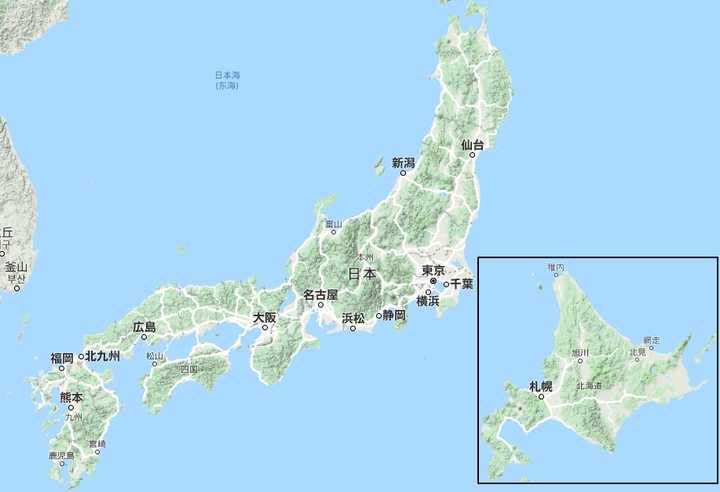 日本海
(东海)
仙台
新潟
富山
本州
日本
東京
千葉
横浜
名古屋
静岡
浜松
大阪
広島
釜山
부산
福岡
北九州
松山
四国
熊本
九州
宮崎
鹿児島
稚内
網走
旭川
北見
札幌
北海道